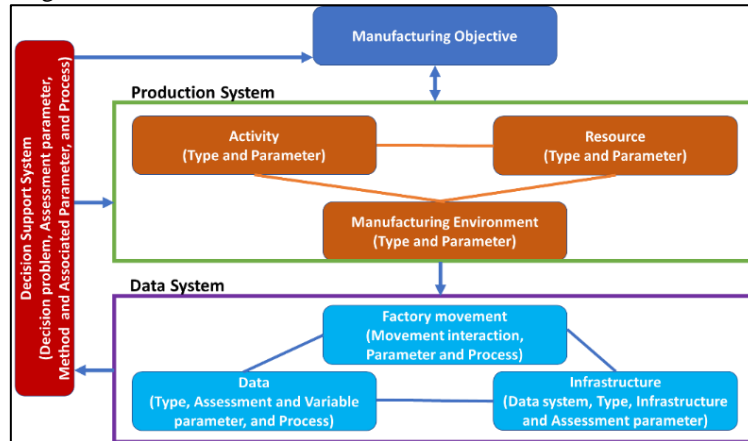 Manufacturing Objective
Decision Support System
(Decision problem, Assessment parameter,
Method and Associated Parameter, and Process)
Production System
Activity
(Type and Parameter)
Resource
(Type and Parameter)
Manufacturing Environment
(Type and Parameter)
Data System
Factory movement
(Movement interaction,
Parameter and Process)
Data
(Type, Assessment and Variable
parameter, and Process)
Infrastructure
(Data system, Type, Infrastructure
and Assessment parameter)